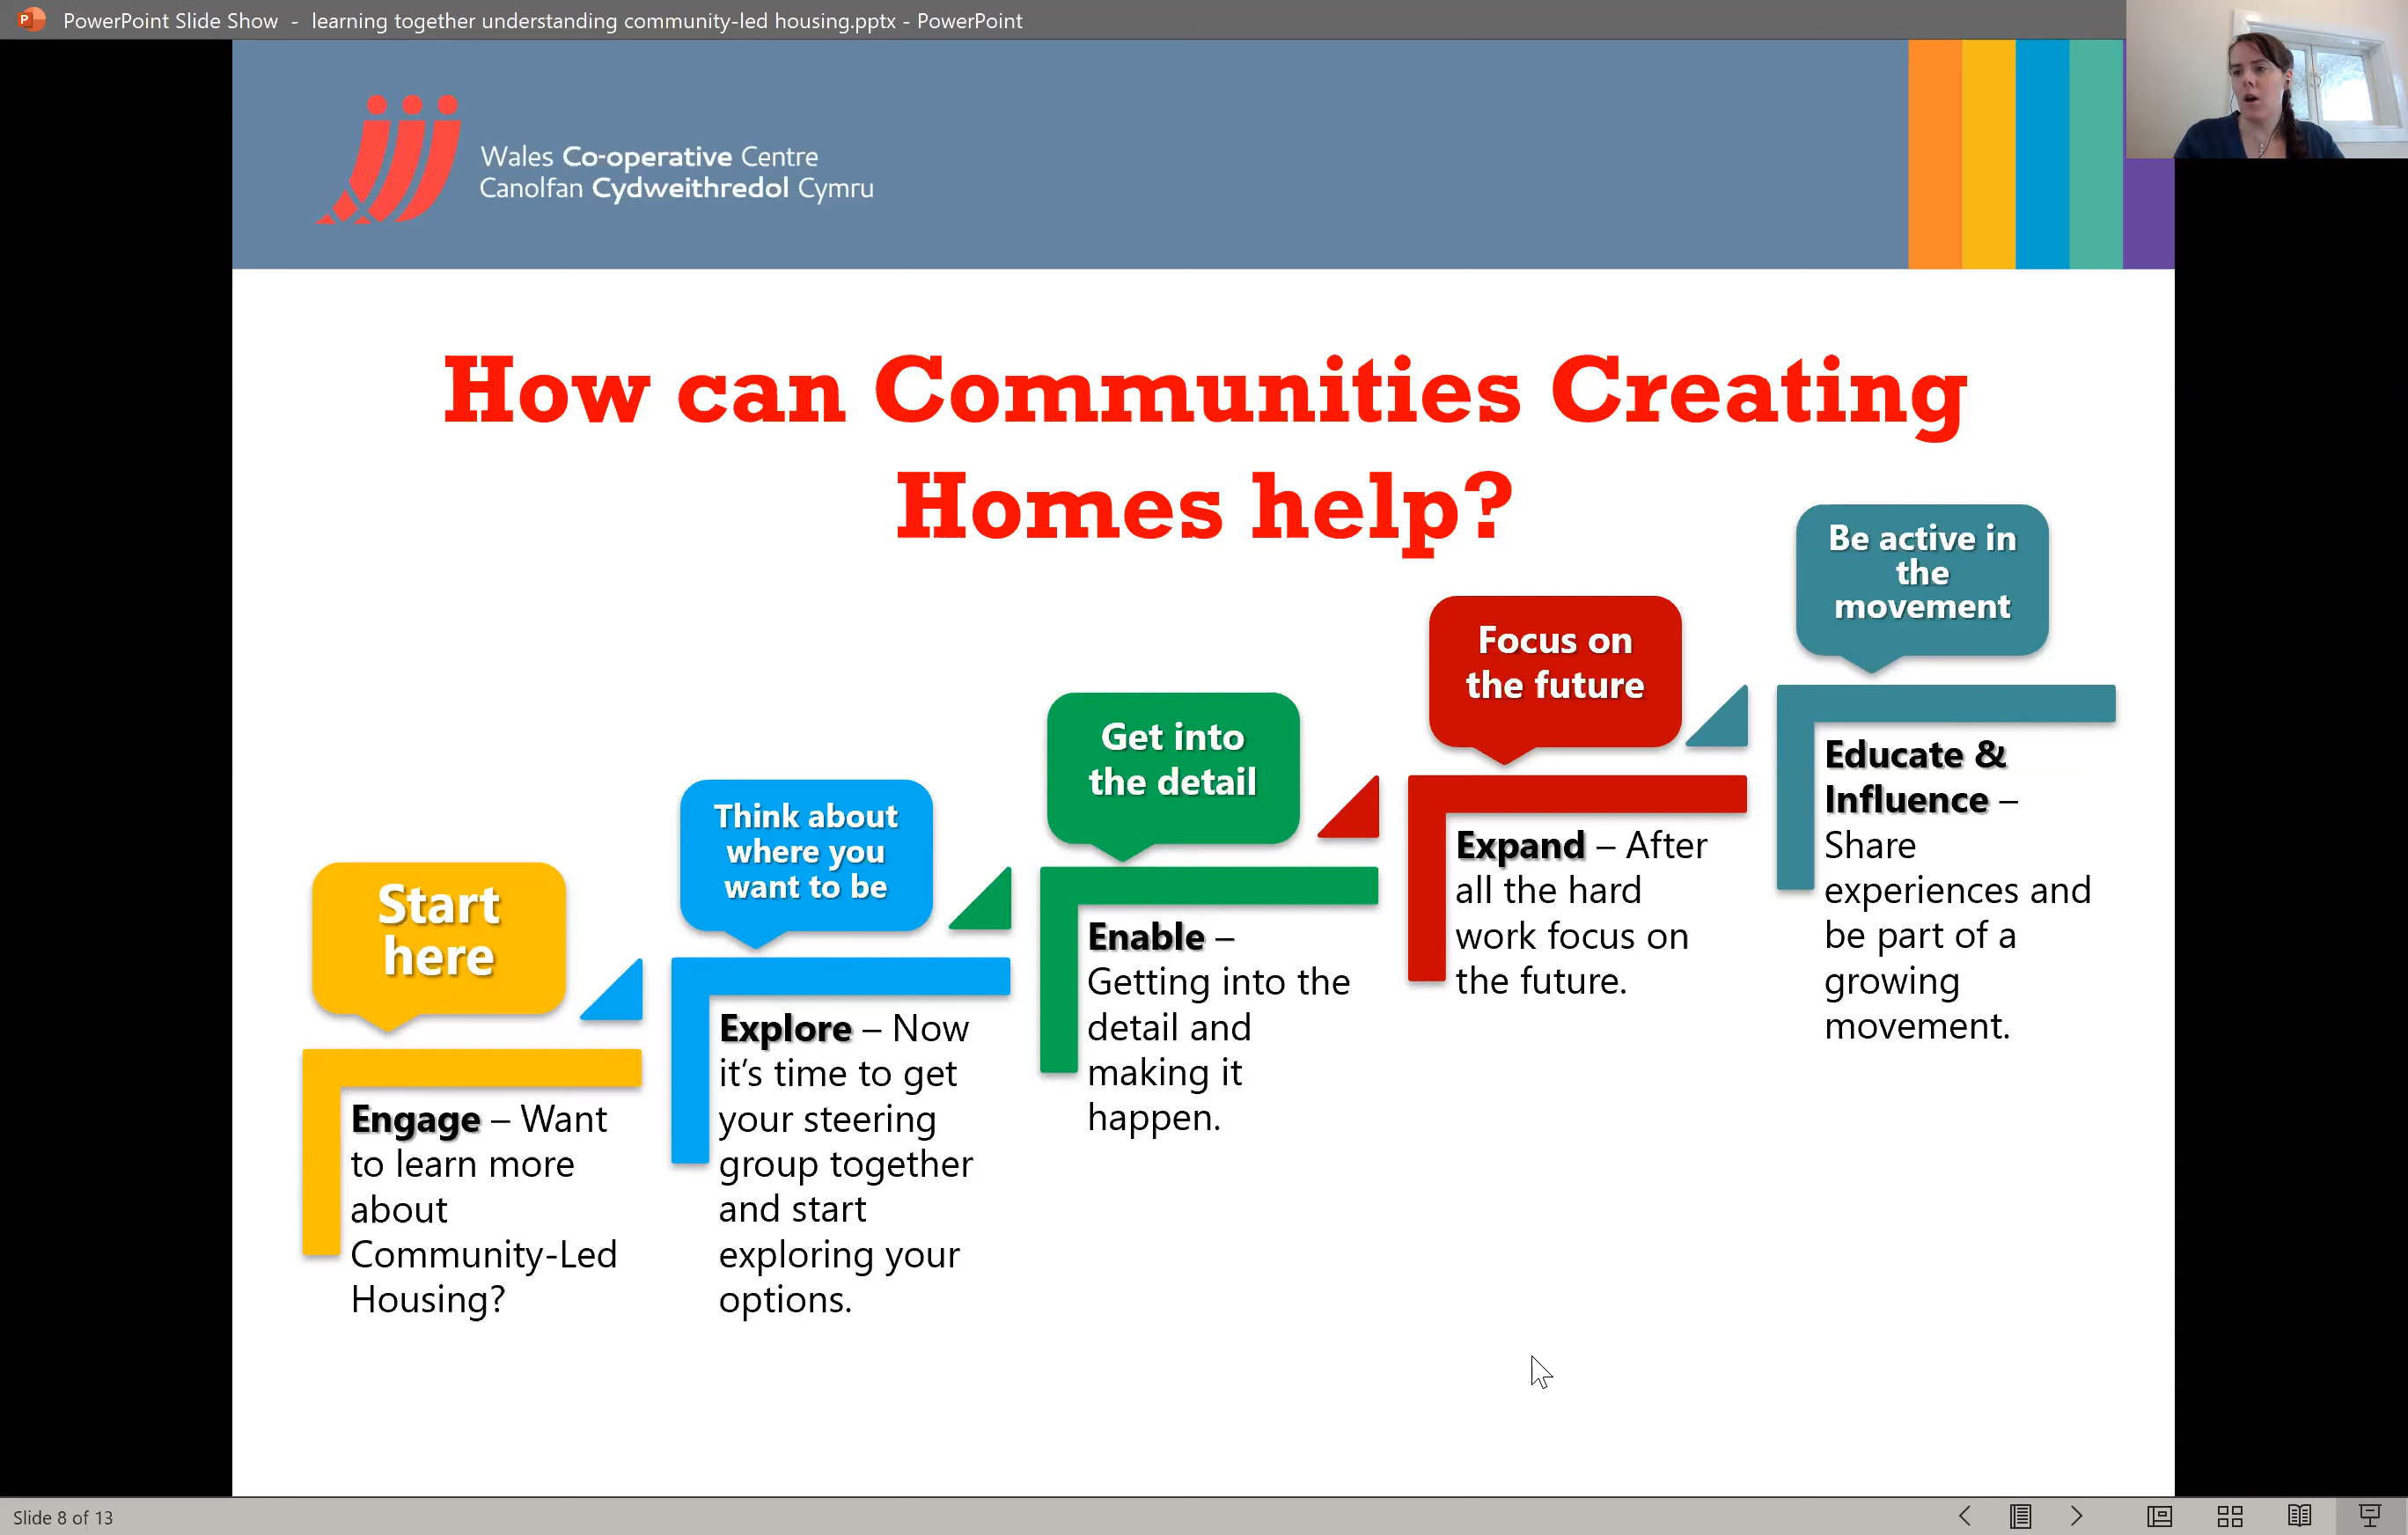 PowerPoint Slide Show - learning together understanding community-led housing.pptx - PowerPoint
Wales Co-operative Centre
Canolfan Cydweithredol Cymru
How can Communities Creating
Homes help?
Start
here
Engage – Want
to learn more
about
Community-Led
Housing?
Think about
where you
want to be
Explore – Now
it’s time to get
your steering
group together
and start
exploring your
options.
Get into
the detail
Enable –
Getting into the
detail and
making it
happen.
Focus on
the future
Expand – After
all the hard
work focus on
the future.
Be active in
the
movement
Educate &
Influence –
Share
experiences and
be part of a
growing
movement.
Slide 8 of 13